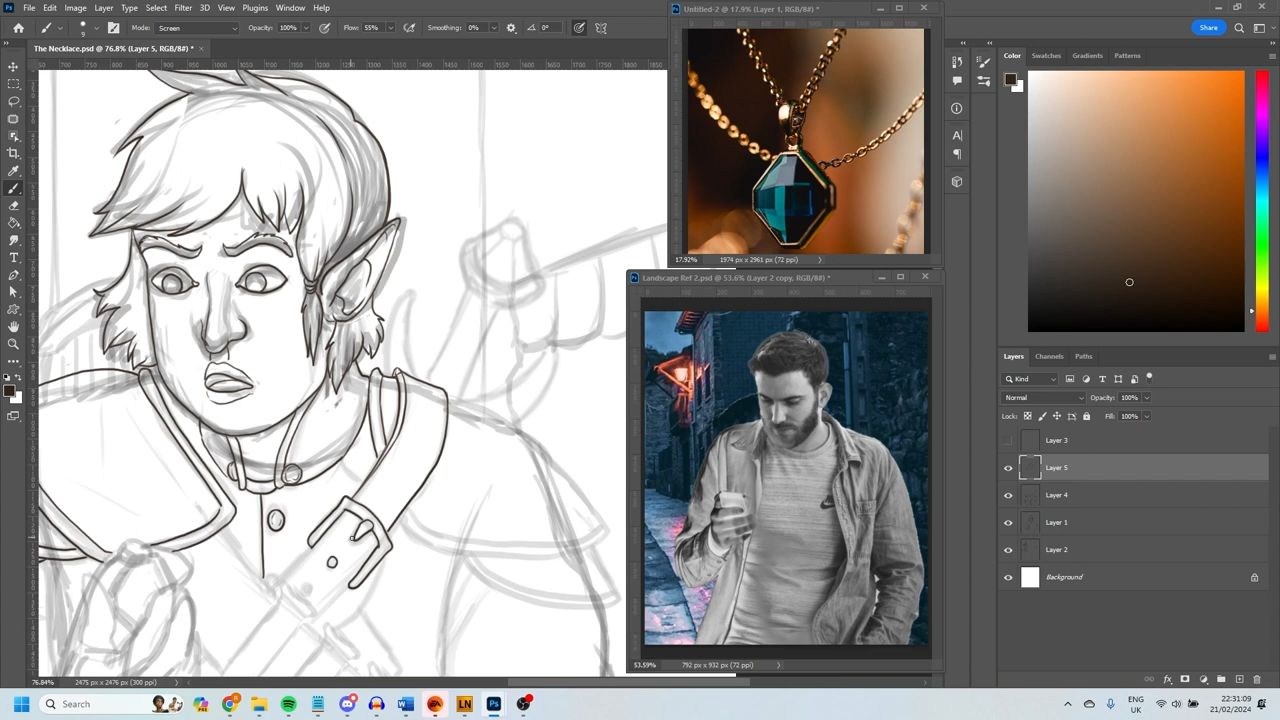 File Edit Image Layer Type Select Filter 3D View Plugins Window Help
Mode: Screen Opacity: 100% Flow: 55% Smoothing: 0% 0°
Share
The Necklace.psd @ 76.8% (Layer 5, RGB/8#) *
Untitled-2 @ 17.9% (Layer 1, RGB/8#) *
17.92% 1974 px x 2961 px (72 ppi)
Landscape Ref 2.psd @ 53.6% (Layer 2 copy, RGB/8#) *
53.59% 792 px x 932 px (72 ppi)
Color Swatches Gradients Patterns
Layers Channels Paths
Kind
Normal Opacity: 100%
Lock: Fill: 100%
Layer 3
Layer 5
Layer 4
Layer 1
Layer 2
Background
76.84% 2475 px x 2476 px (300 ppi)
Search
ENG
UK
22:31:09
21/02/2024